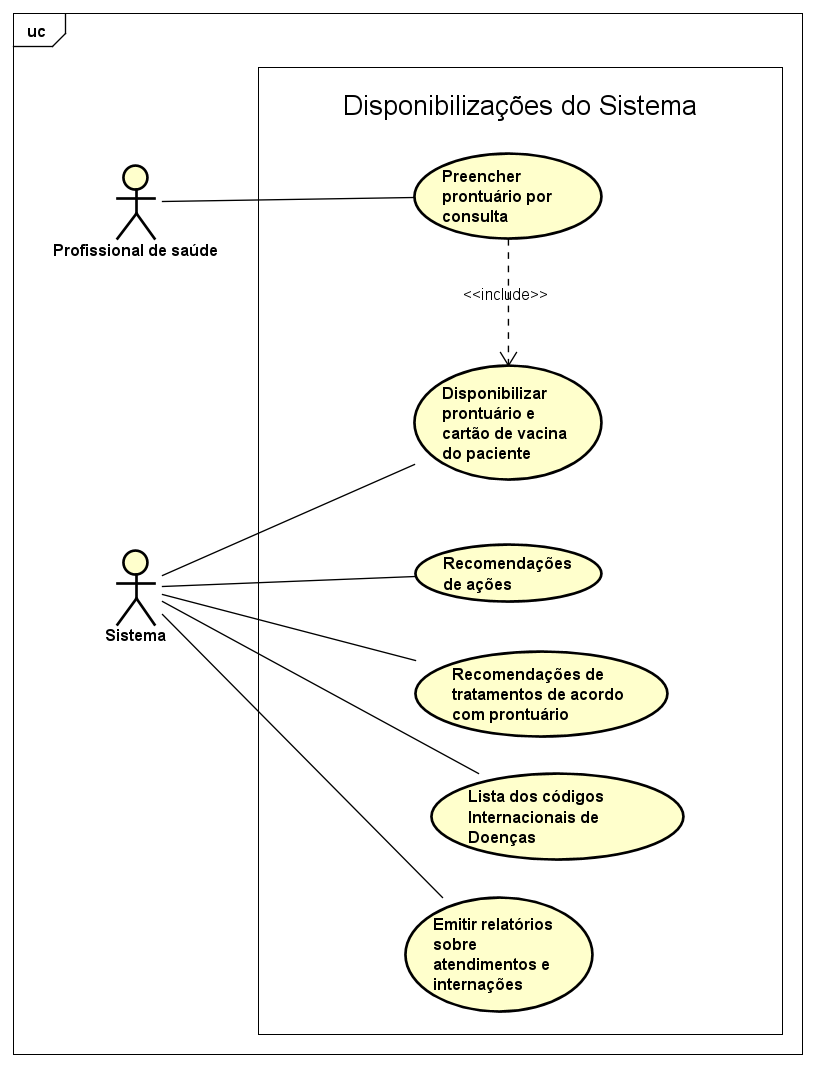 uc
Disponibilizações do Sistema
Preencher
prontuário por
consulta
Profissional de saúde
<<include>>
Disponibilizar
prontuário e
cartão de vacina
do paciente
Recomendações
de ações
Sistema
Recomendações de
tratamentos de acordo
com prontuário
Lista dos códigos
Internacionais de
Doenças
Emitir relatórios
sobre
atendimentos e
internações